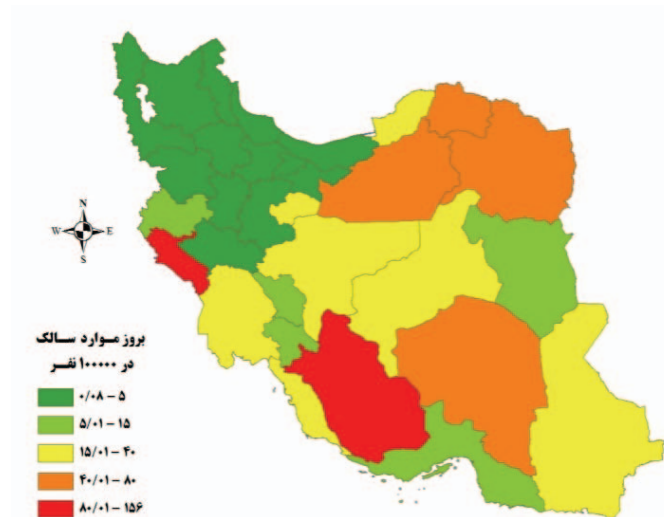 N
W E
S
بروز موارد سالک
در ۱۰۰۰۰۰ نفر
۰/۰۸ – ۵
۵/۰۱ – ۱۵
۱۵/۰۱ – ۴۰
۴۰/۰۱ – ۸۰
۸۰/۰۱ – ۱۵۶